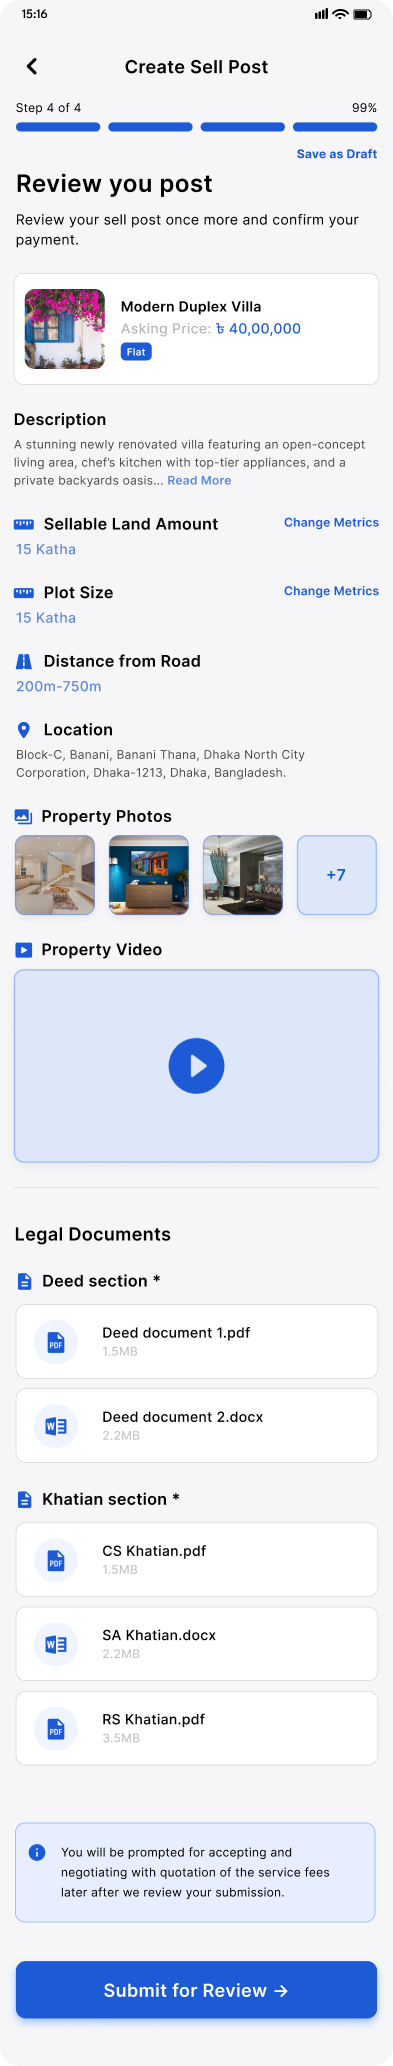 15:16
Create Sell Post
Step 4 of 4
99%
Save as Draft
Review you post
Review your sell post once more and confirm your
payment.
Modern Duplex Villa
Asking Price: ৳ 40,00,000
Flat
Description
A stunning newly renovated villa featuring an open-concept
living area, chef’s kitchen with top-tier appliances, and a
private backyards oasis... Read More
Sellable Land Amount
Change Metrics
15 Katha
Plot Size
Change Metrics
15 Katha
Distance from Road
200m-750m
Location
Block-C, Banani, Banani Thana, Dhaka North City
Corporation, Dhaka-1213, Dhaka, Bangladesh.
Property Photos
+7
Property Video
Legal Documents
Deed section *
PDF
Deed document 1.pdf
1.5MB
W
Deed document 2.docx
2.2MB
Khatian section *
PDF
CS Khatian.pdf
1.5MB
W
SA Khatian.docx
2.2MB
PDF
RS Khatian.pdf
3.5MB
You will be prompted for accepting and
negotiating with quotation of the service fees
later after we review your submission.
Submit for Review →